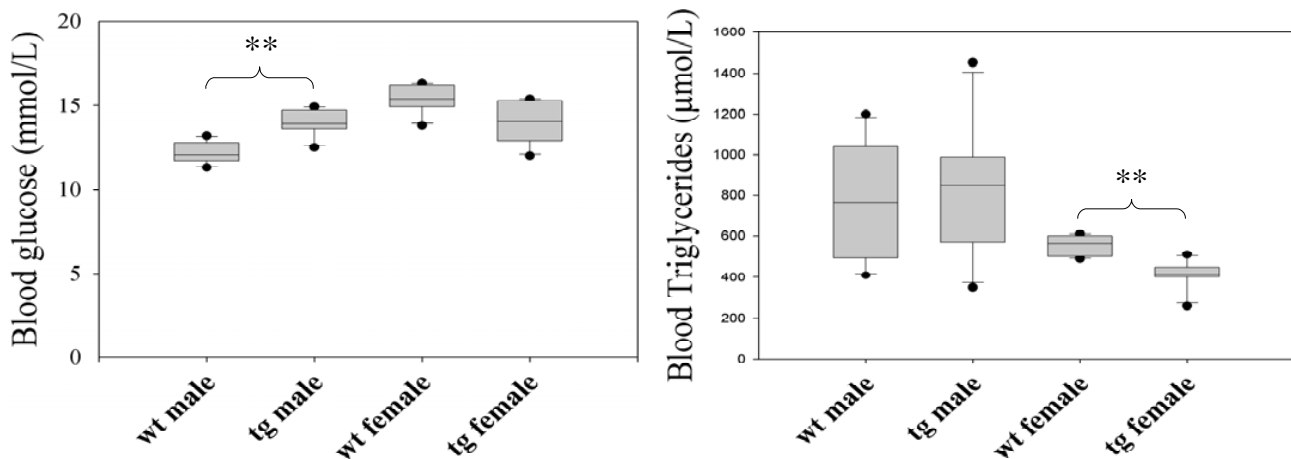 Blood glucose (mmol/L)
20
15
10
5
0
**
wt male
tg male
wt female
tg female
Blood Triglycerides (µmol/L)
1600
1400
1200
1000
800
600
400
200
0
**
wt male
tg male
wt female
tg female